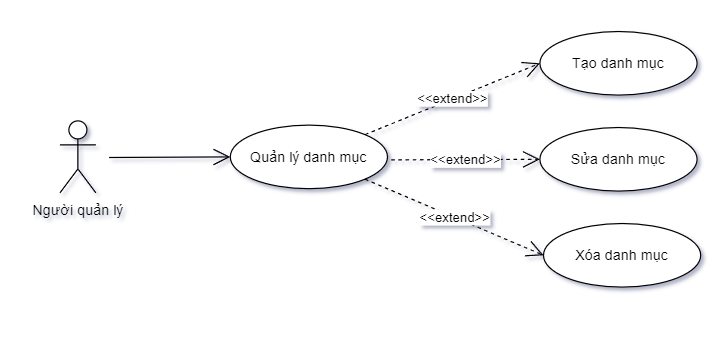 Tạo danh mục
<<extend>>
Quản lý danh mục
<<extend>>
Sửa danh mục
Người quản lý
<<extend>>
Xóa danh mục